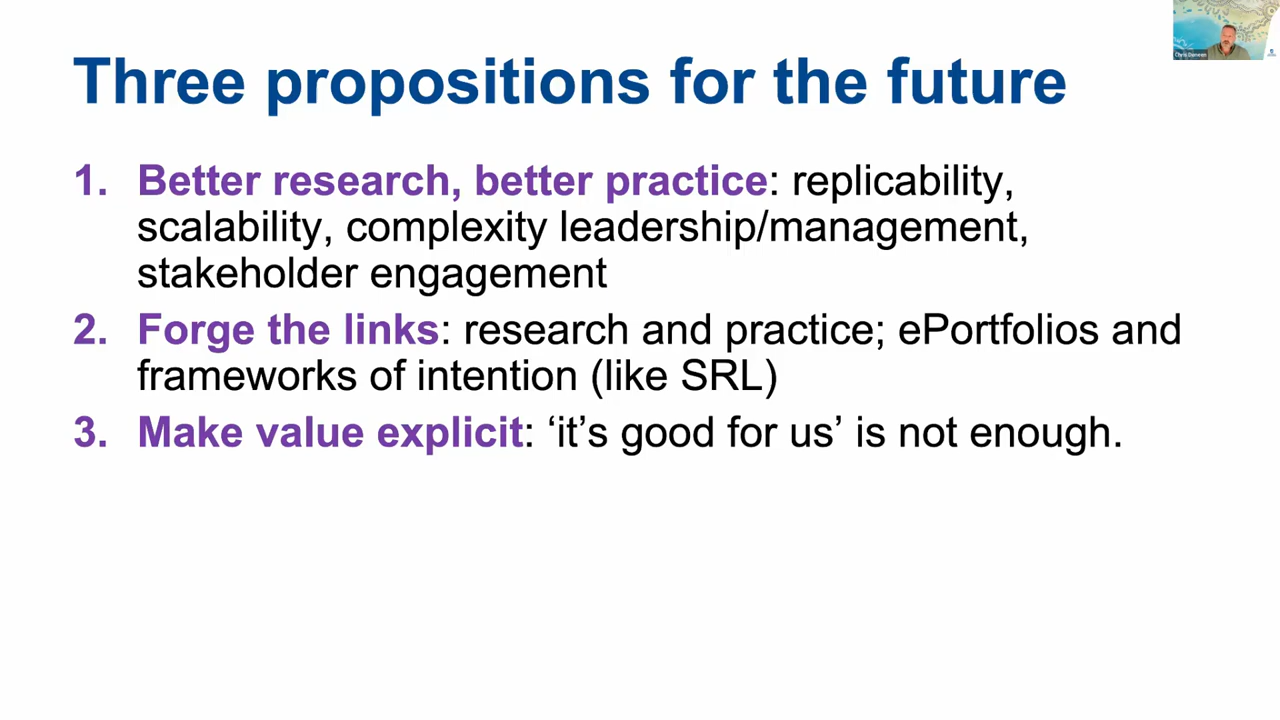 Three propositions for the future
1. Better research, better practice: replicability,
scalability, complexity leadership/management,
stakeholder engagement
2. Forge the links: research and practice; ePortfolios and
frameworks of intention (like SRL)
3. Make value explicit: ‘it’s good for us’ is not enough.